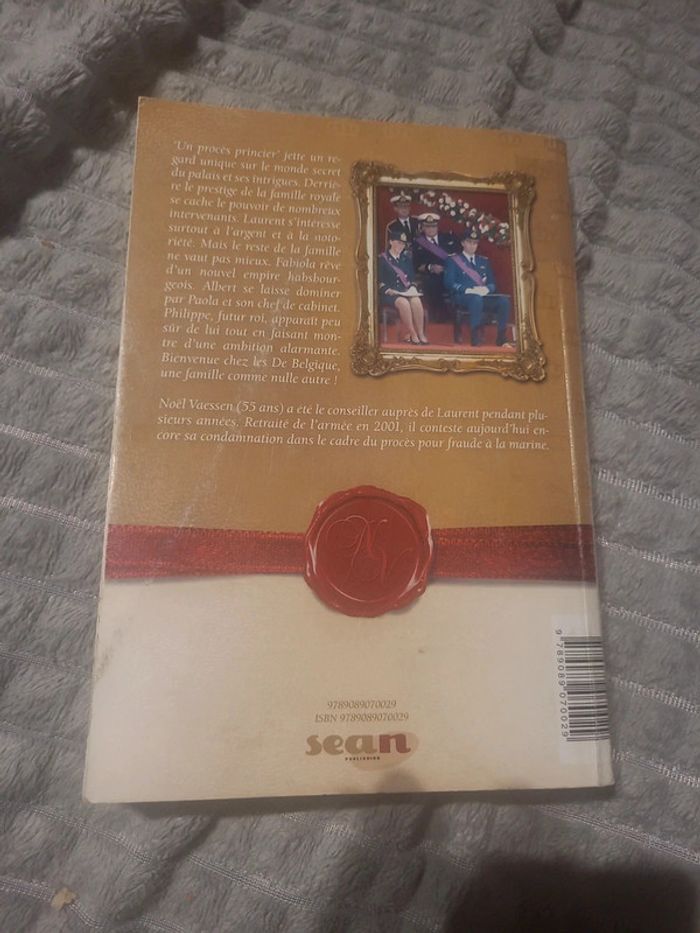 'Un procès princier' jette un re-
gard unique sur le monde secret
du palais et ses intrigues. Derriè-
re le prestige de la famille royale
se cache le pouvoir de nombreux
intervenants. Laurent s'intéresse
surtout à l'argent et à la noto-
riété. Mais le reste de la famille
ne vaut pas mieux. Fabiola rêve
d'un nouvel empire habsbour-
geois. Albert se laisse dominer
par Paola et son chef de cabinet.
Philippe, futur roi, apparaît peu
sûr de lui tout en faisant mon-
tre d'une ambition alarmante.
Bienvenue chez les De Belgique,
une famille comme nulle autre !
Noël Vaessen (55 ans) a été le conseiller auprès de Laurent pendant plu-
sieurs années. Retraité de l'armée en 2001, il conteste aujourd'hui en-
core sa condamnation dans le cadre du procès pour fraude à la marine.
NV
9789089070029
ISBN 9789089070029
sean
PUBLISHING
9 789089 070029